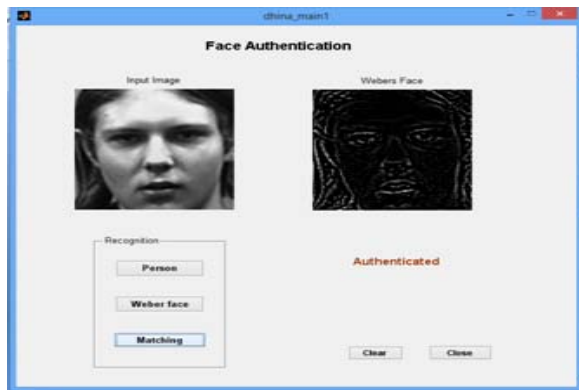 dhina_main1
Face Authentication
Input Image
Webers Face
Recognition
Person
Weber face
Matching
Authenticated
Clear
Close